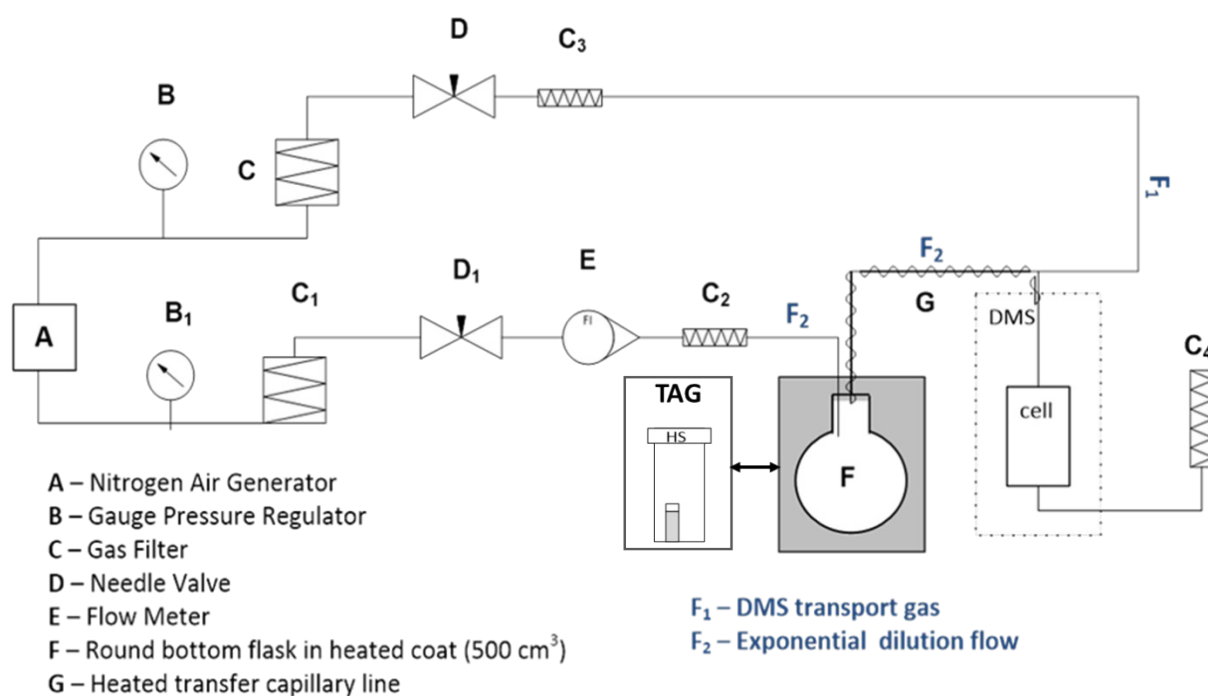 D
C₃
B
C
F₁
F₂
D₁
E
C₁
C₂
G
B₁
F₂
DMS
A
C₄
TAG
cell
HS
FI
F
A – Nitrogen Air Generator
B – Gauge Pressure Regulator
C – Gas Filter
D – Needle Valve
E – Flow Meter
F – Round bottom flask in heated coat (500 cm³)
G – Heated transfer capillary line
F₁ – DMS transport gas
F₂ – Exponential dilution flow